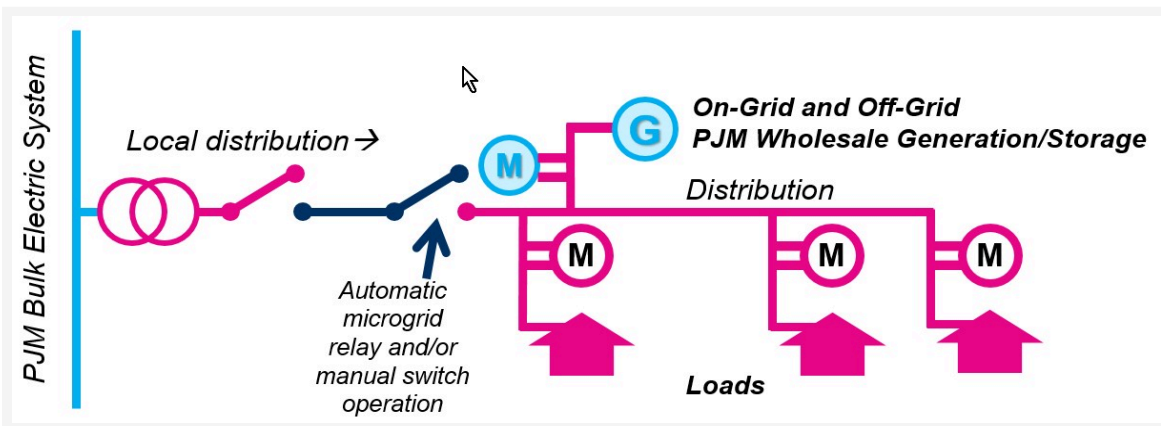 PJM Bulk Electric System
Local distribution→
M
G
On-Grid and Off-Grid
PJM Wholesale Generation/Storage
Distribution
M
M
M
Automatic
microgrid
relay and/or
manual switch
operation
Loads